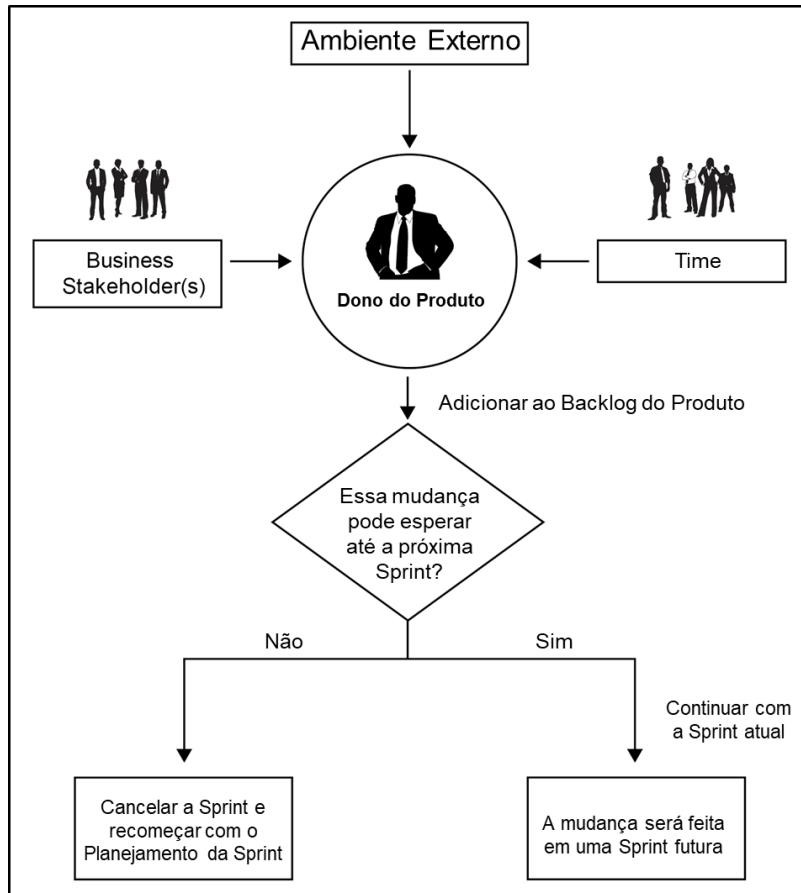 Ambiente Externo
Business
Stakeholder(s)
Dono do Produto
Time
Adicionar ao Backlog do Produto
Essa mudança
pode esperar
até a próxima
Sprint?
Não
Sim
Continuar com
a Sprint atual
Cancelar a Sprint e
recomeçar com o
Planejamento da Sprint
A mudança será feita
em uma Sprint futura